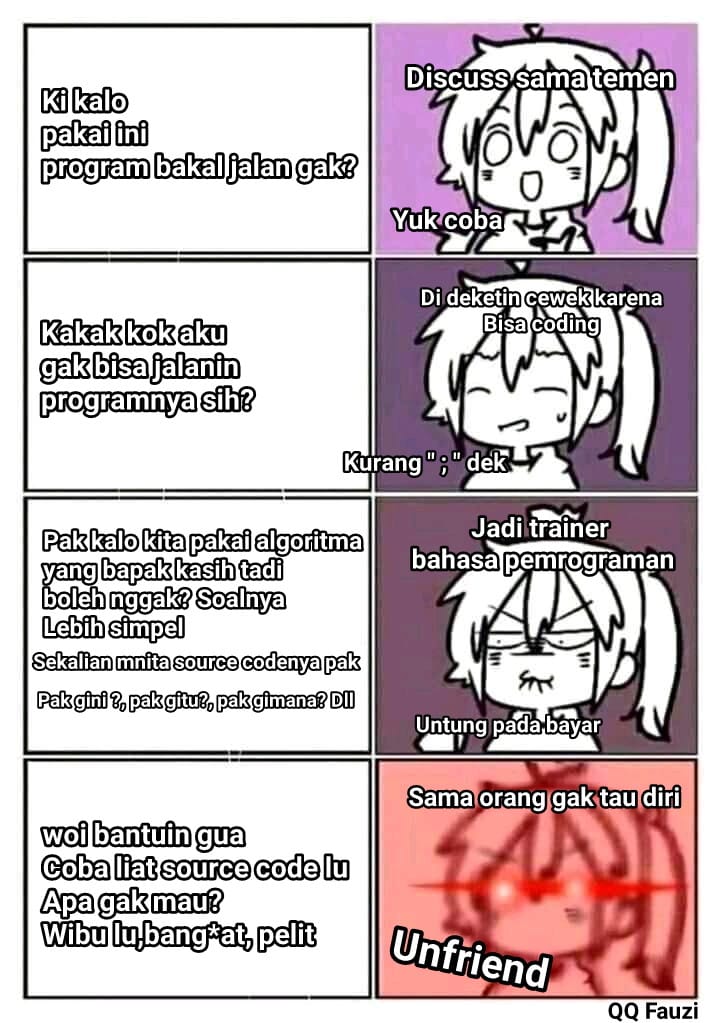 Ki kalo
pakai ini
program bakal jalan gak?
Discuss sama temen
Yuk coba
Kakak kok aku
gak bisa jalanin
programnya sih?
Di deketin cewek karena
Bisa coding
Kurang " ; " dek
Pak kalo kita pakai algoritma
yang bapak kasih tadi
boleh nggak? Soalnya
Lebih simpel
Sekalian mnita source codenya pak
Pak gini ?, pak gitu?, pak gimana? Dll
Jadi trainer
bahasa pemrograman
Untung pada bayar
woi bantuin gua
Coba liat source code lu
Apa gak mau?
Wibu lu,bang*at, pelit
Sama orang gak tau diri
Unfriend
QQ Fauzi